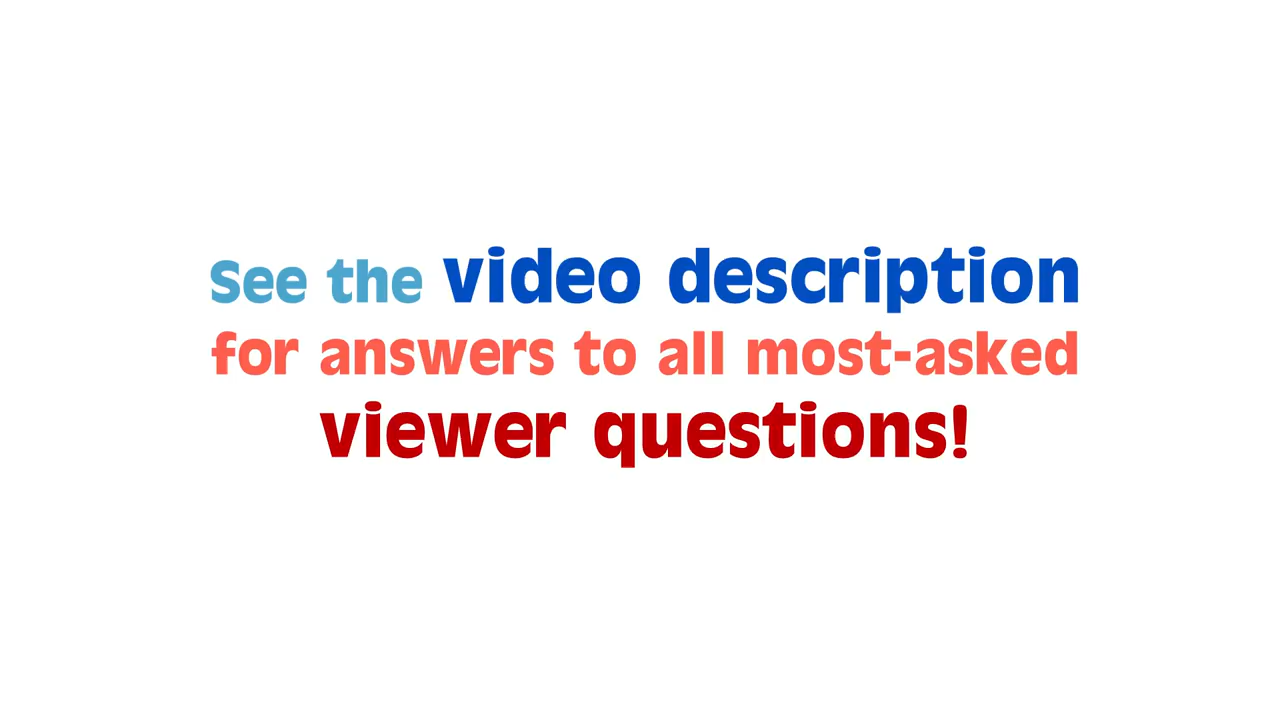 See the video description
for answers to all most-asked
viewer questions!